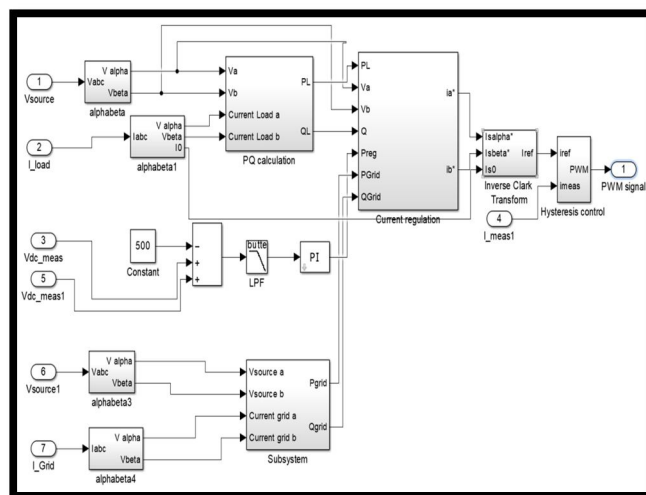 1
Vsource
Vabc
V alpha
Vbeta
alphabeta
2
I_load
Iabc
V alpha
Vbeta
I0
alphabeta1
Va
Vb
Current Load a
Current Load b
PL
QL
PQ calculation
PL
Va
Vb
Q
Preg
PGrid
QGrid
ia*
ib*
Current regulation
Isalpha*
Isbeta*
Is0
Iref
Inverse Clark
Transform
iref
PWM
imeas
Hysteresis control
1
PWM signal
4
I_meas1
3
Vdc_meas
5
Vdc_meas1
500
Constant
butte
LPF
PI
6
Vsource1
Vabc
V alpha
Vbeta
alphabeta3
7
I_Grid
Iabc
V alpha
Vbeta
alphabeta4
Vsource a
Vsource b
Current grid a
Current grid b
Pgrid
Qgrid
Subsystem